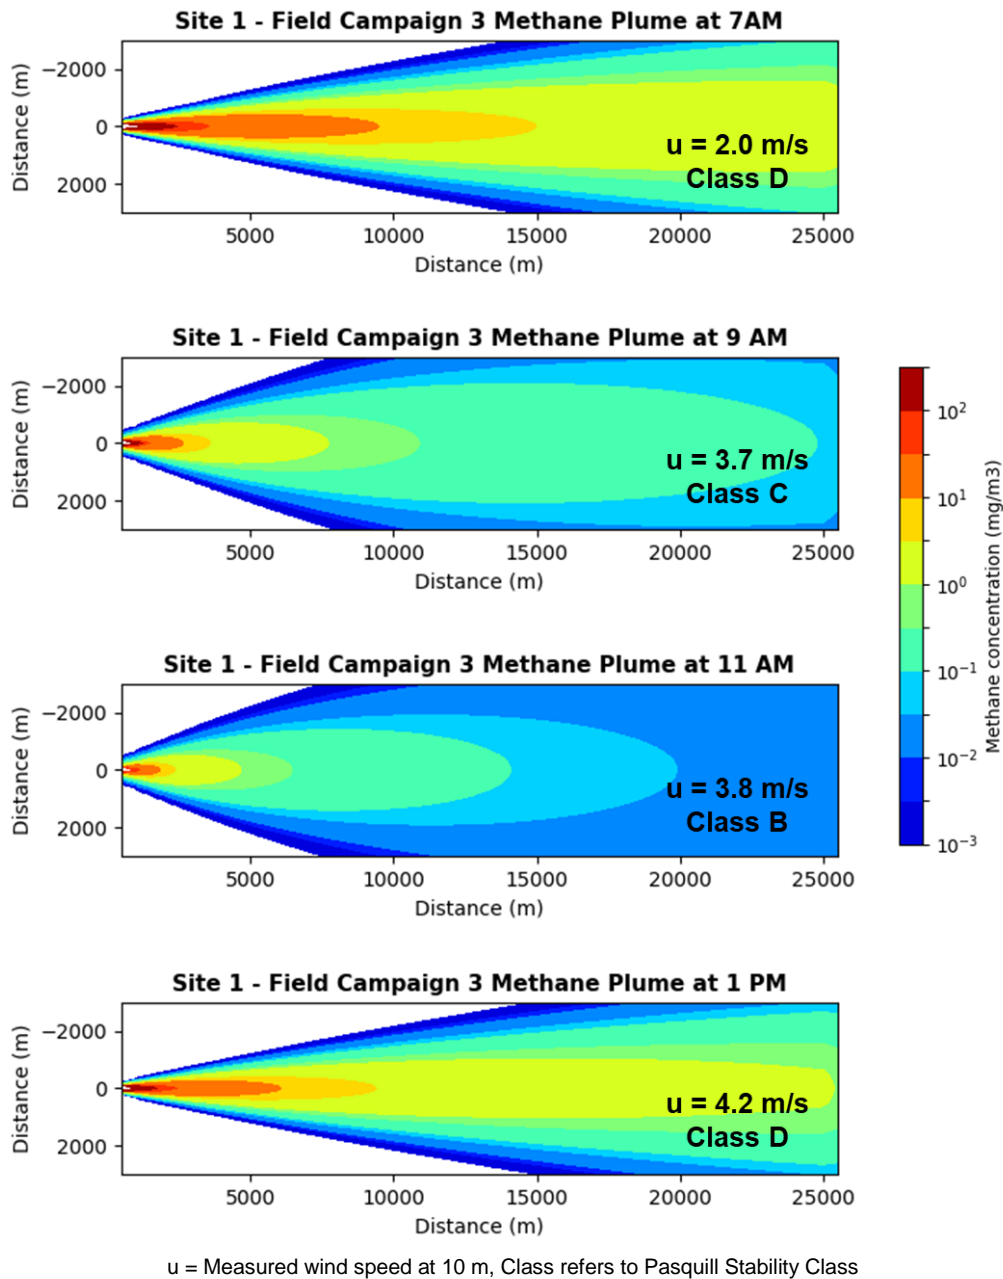 Site 1 - Field Campaign 3 Methane Plume at 7AM
Distance (m)
−2000
0
2000
u = 2.0 m/s
Class D
5000 10000 15000 20000 25000
Distance (m)
Site 1 - Field Campaign 3 Methane Plume at 9 AM
Distance (m)
−2000
0
2000
u = 3.7 m/s
Class C
5000 10000 15000 20000 25000
Distance (m)
Site 1 - Field Campaign 3 Methane Plume at 11 AM
Distance (m)
−2000
0
2000
u = 3.8 m/s
Class B
5000 10000 15000 20000 25000
Distance (m)
Site 1 - Field Campaign 3 Methane Plume at 1 PM
Distance (m)
−2000
0
2000
u = 4.2 m/s
Class D
5000 10000 15000 20000 25000
Distance (m)
10²
10¹
10⁰
10⁻¹
10⁻²
10⁻³
Methane concentration (mg/m3)
u = Measured wind speed at 10 m, Class refers to Pasquill Stability Class